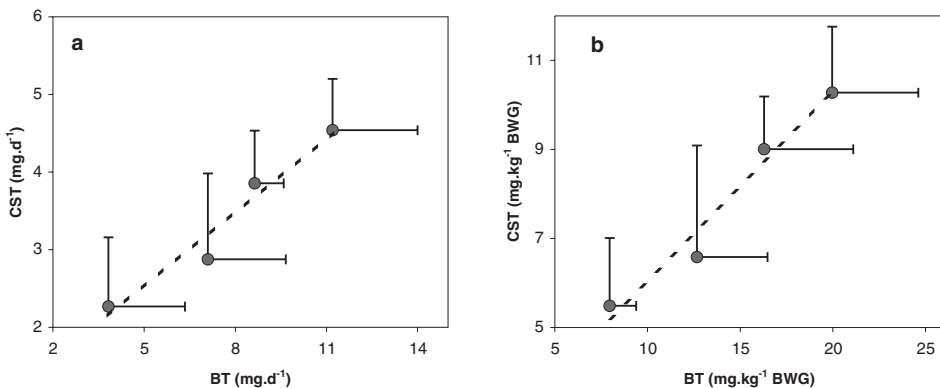 a
6
5
4
3
2
CST (mg.d⁻¹)
2 5 8 11 14
BT (mg.d⁻¹)
b
11
9
7
5
CST (mg.kg⁻¹ BWG)
5 10 15 20 25
BT (mg.kg⁻¹ BWG)